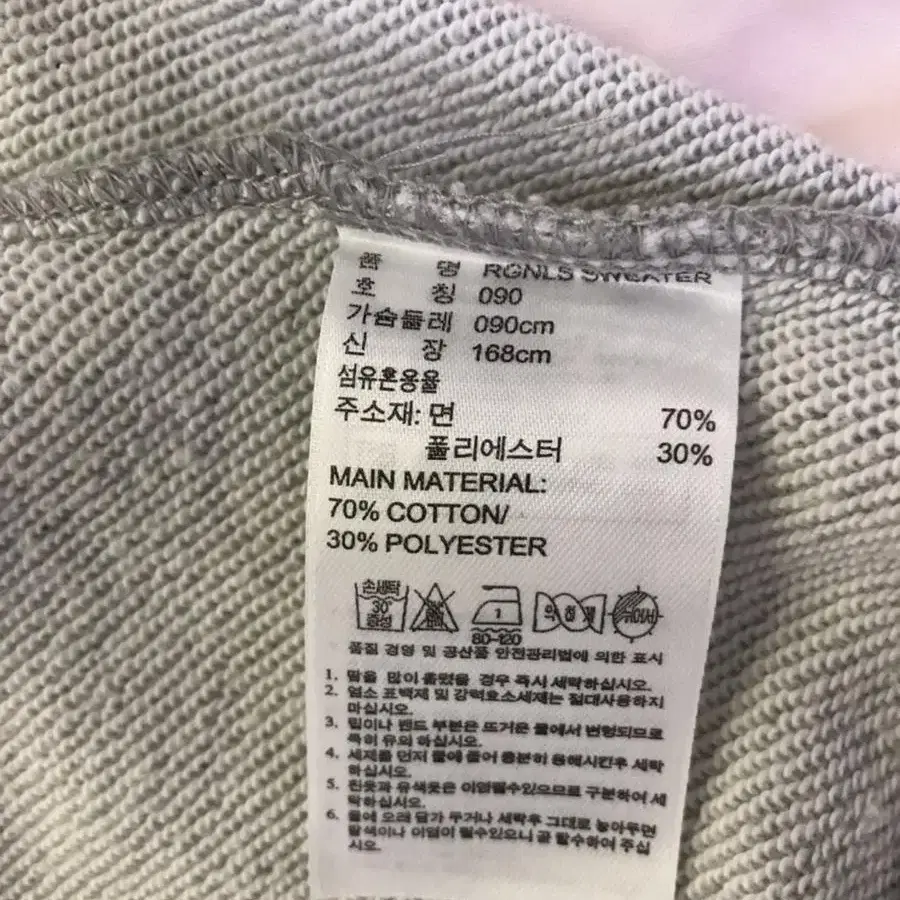 품 명 RGNLS SWEATER
호 칭 090
가슴둘레 090cm
신 장 168cm
섬유혼용율
주소재: 면 70%
폴리에스터 30%
MAIN MATERIAL:
70% COTTON/
30% POLYESTER
손세탁 30° 중성
1 80-120
약하게
뉘어서
품질 경영 및 공산품 안전관리법에 의한 표시
1. 땀을 많이 흘렸을 경우 즉시 세탁하십시오.
2. 염소 표백제 및 강력효소세제는 절대사용하지
마십시오.
3. 립이나 밴드 부분은 뜨거운 물에서 변형되므로
특히 유의 하십시오.
4. 세제를 먼저 물에 풀어 충분히 용해시킨후 세탁
하십시오.
5. 흰옷과 유색옷은 이염될수있으므로 구분하여 세
탁하십시오.
6. 물에 오래 담가 두거나 세탁후 그대로 놓아두면
탈색이나 이염이 될수있으니 곧 탈수하여 주십
시오.